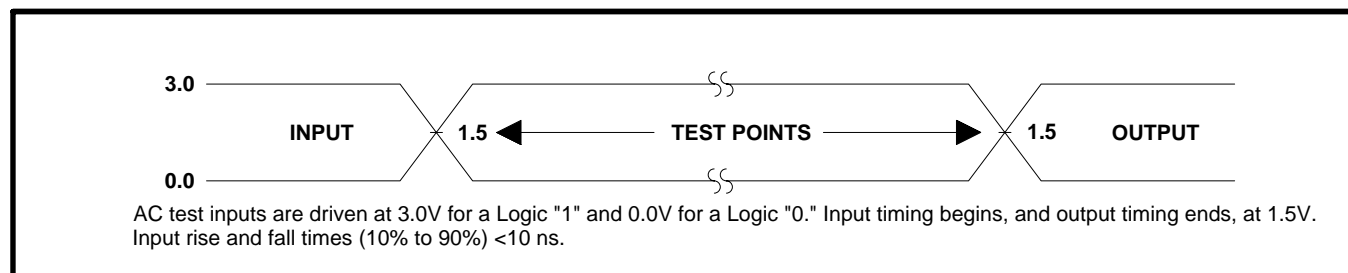 3.0
INPUT 1.5 TEST POINTS 1.5 OUTPUT
0.0
AC test inputs are driven at 3.0V for a Logic "1" and 0.0V for a Logic "0." Input timing begins, and output timing ends, at 1.5V.
Input rise and fall times (10% to 90%) <10 ns.